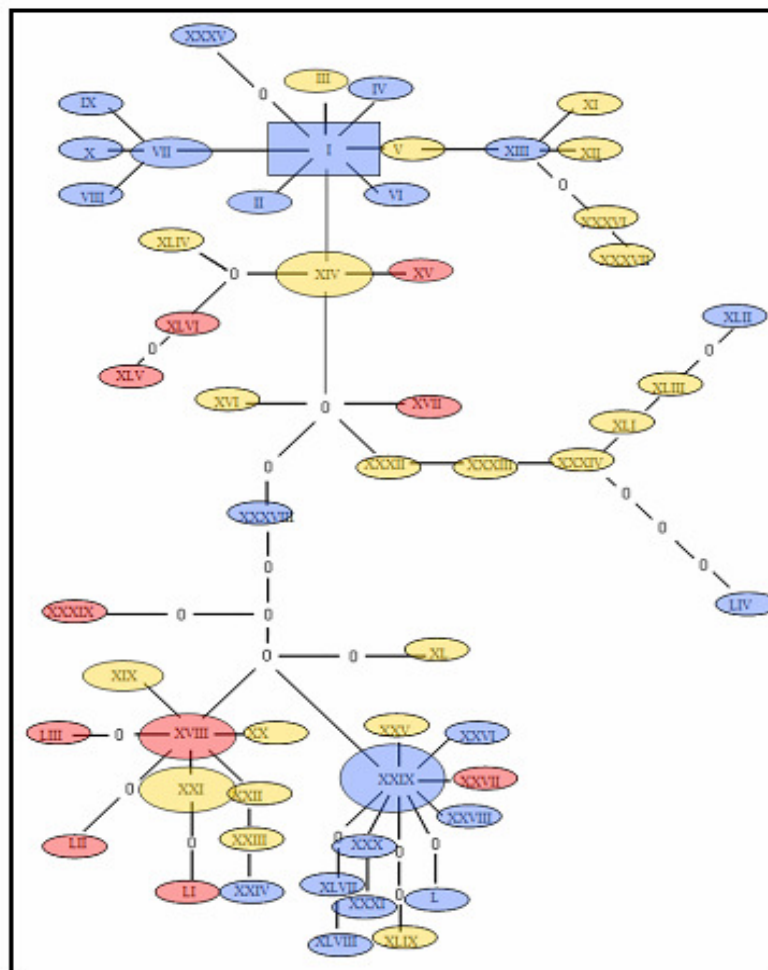 XXXV
III
IV
IX
0
XI
X
VII
I
V
XIII
XII
VIII
II
VI
0
XXXVI
XXXVII
XLIV
0
XIV
XV
XLVI
XLII
0
XLV
0
XLIII
XVI
0
XVII
XLI
XXXII
XXXIII
XXXIV
0
0
XXXVIII
0
0
0
LIV
XXXIX
0
0
0
0
XL
XIX
XXV
LIII
0
XVIII
XX
XXVI
XXIX
XXVII
0
XXI
XXII
XXVIII
LII
XXIII
0
0
XXX
0
0
LI
XXIV
XLVII
XXXI
0
L
XLVIII
XLIX